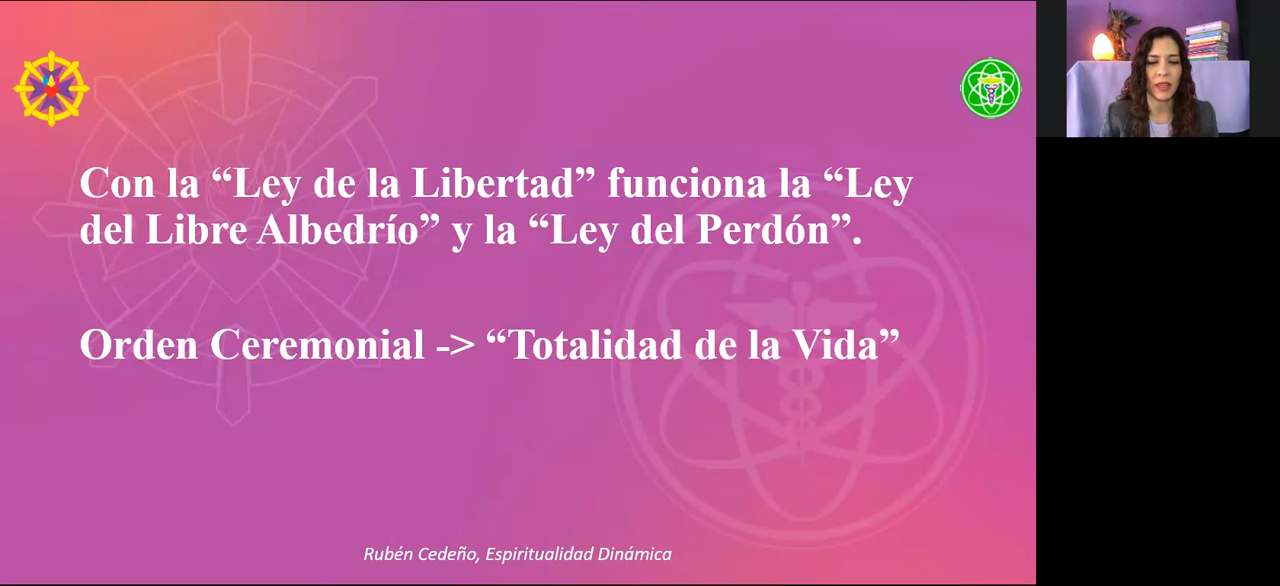 Con la “Ley de la Libertad” funciona la “Ley
del Libre Albedrío” y la “Ley del Perdón”.
Orden Ceremonial -> “Totalidad de la Vida”
Rubén Cedeño, Espiritualidad Dinámica